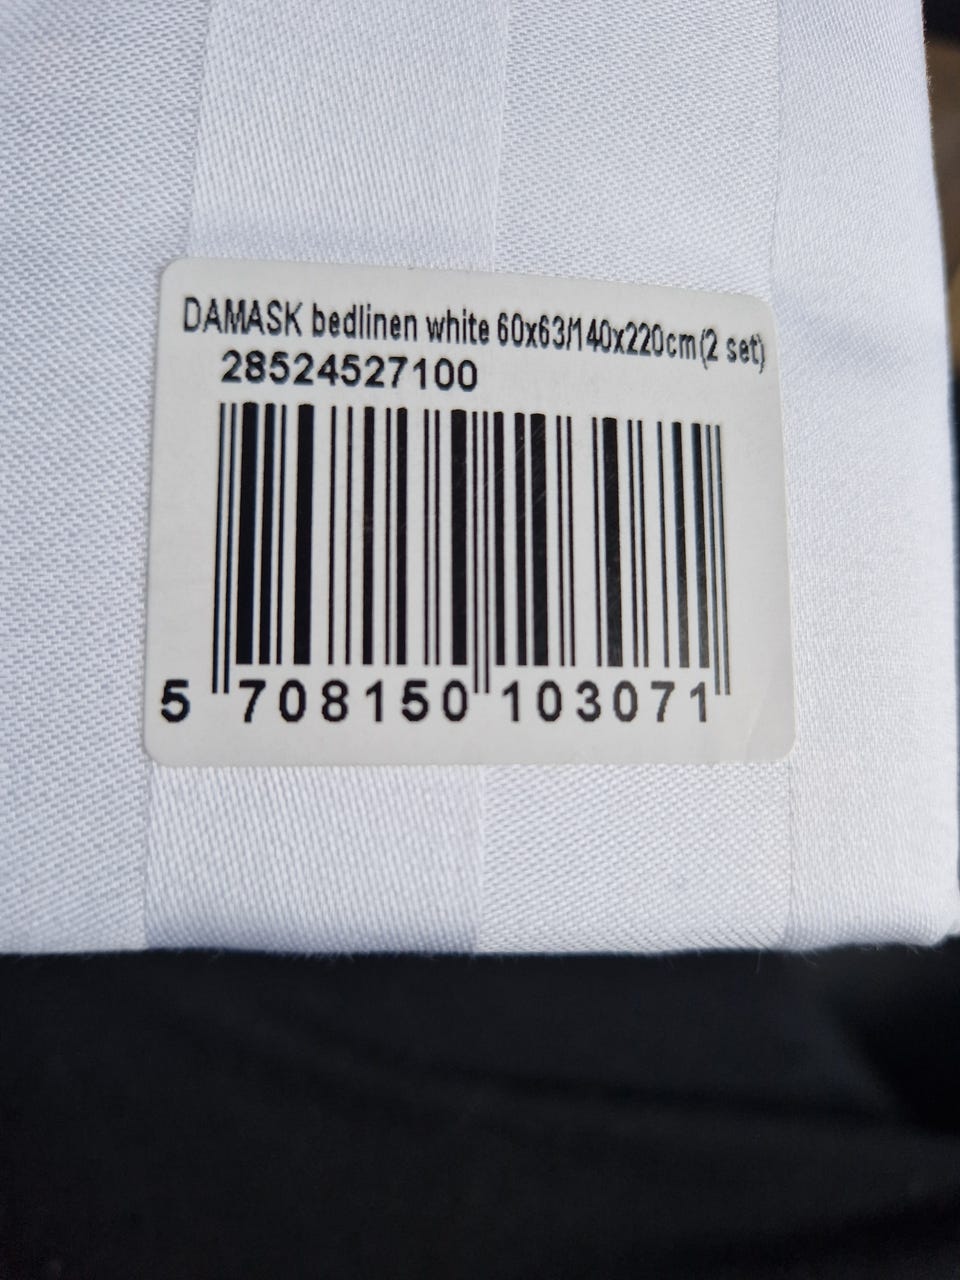 DAMASK bedlinen white 60x63/140x220cm(2 set)
28524527100
5 708150 103071